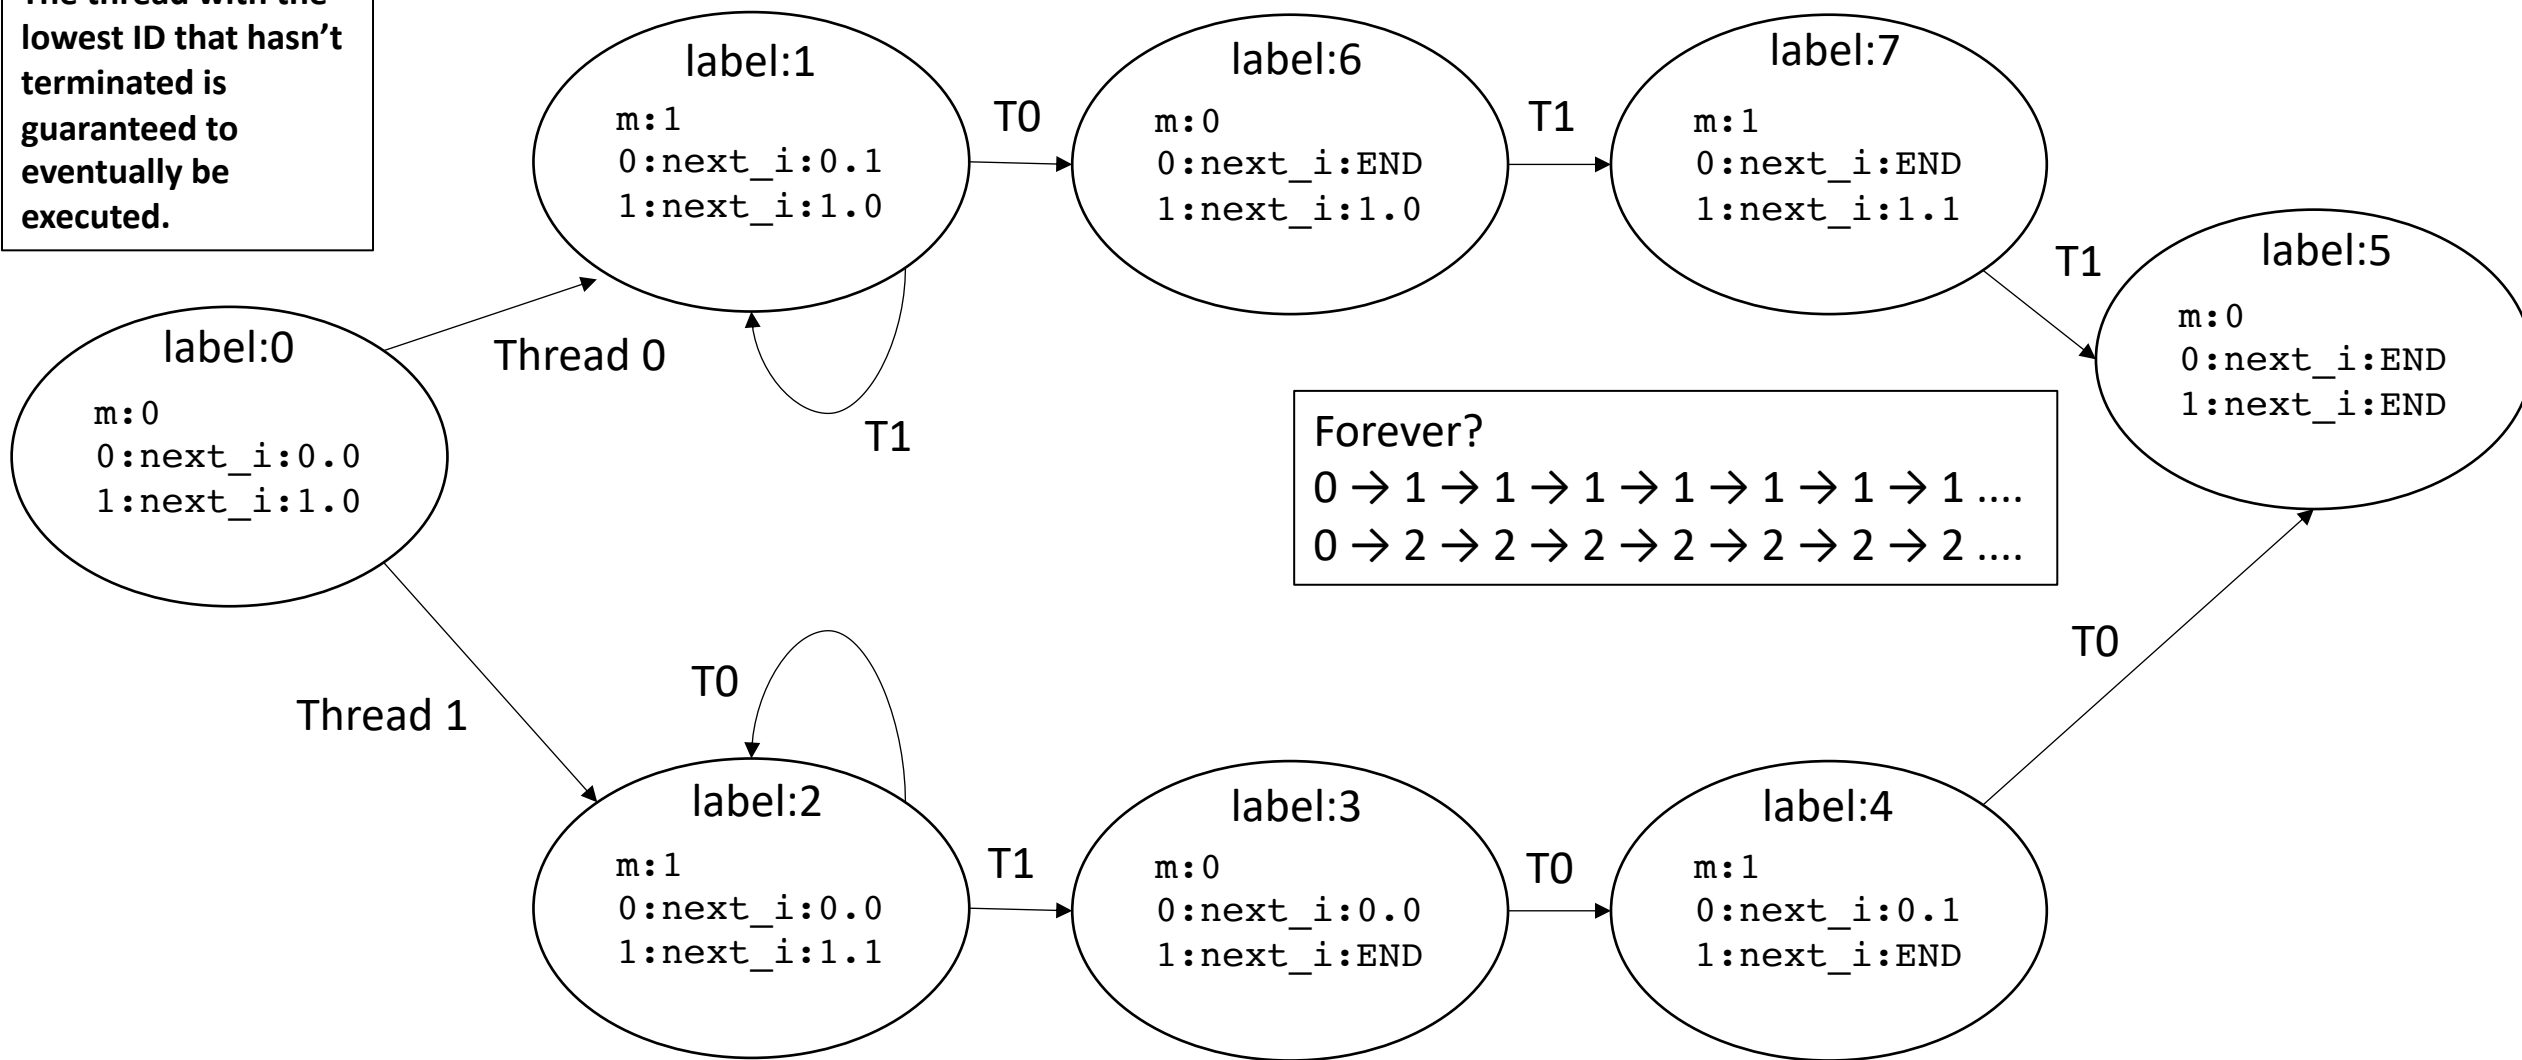 The thread with the
lowest ID that hasn’t
terminated is
guaranteed to
eventually be
executed.
label:1
m:1
0:next_i:0.1
1:next_i:1.0
T0
label:6
m:0
0:next_i:END
1:next_i:1.0
T1
label:7
m:1
0:next_i:END
1:next_i:1.1
T1
label:5
m:0
0:next_i:END
1:next_i:END
label:0
m:0
0:next_i:0.0
1:next_i:1.0
Thread 0
T1
Forever?
0 → 1 → 1 → 1 → 1 → 1 → 1 → 1 ....
0 → 2 → 2 → 2 → 2 → 2 → 2 → 2 ....
Thread 1
T0
T0
label:2
m:1
0:next_i:0.0
1:next_i:1.1
T1
label:3
m:0
0:next_i:0.0
1:next_i:END
T0
label:4
m:1
0:next_i:0.1
1:next_i:END